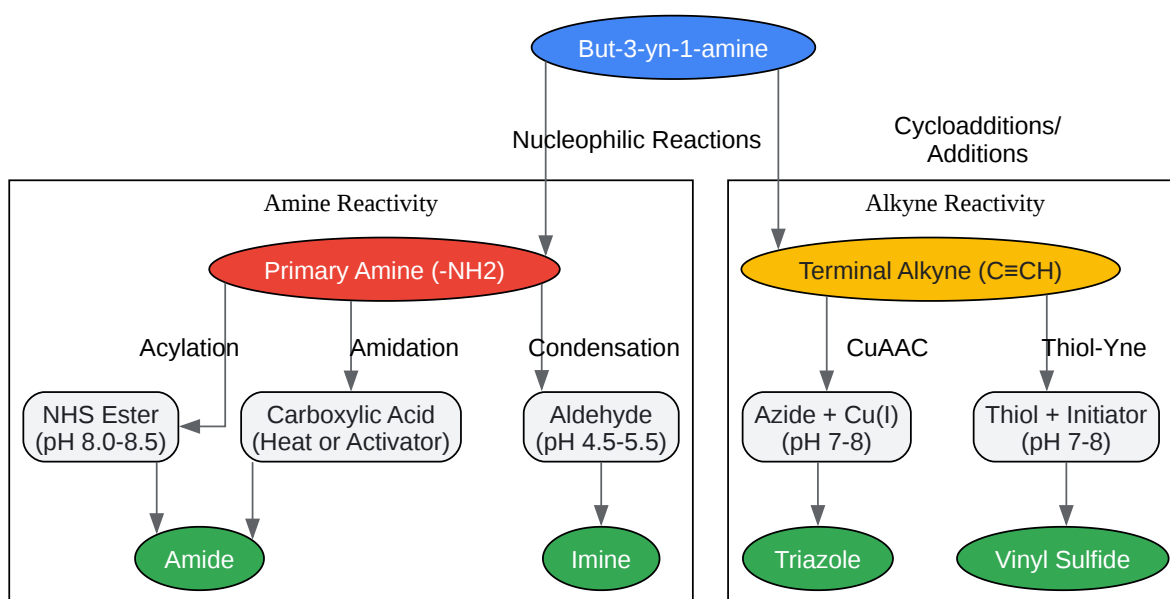 But-3-yn-1-amine
Nucleophilic Reactions
Cycloadditions/
Additions
Amine Reactivity
Alkyne Reactivity
Primary Amine (-NH2)
Terminal Alkyne (C≡CH)
Acylation
Amidation
Condensation
CuAAC
Thiol-Yne
NHS Ester
(pH 8.0-8.5)
Carboxylic Acid
(Heat or Activator)
Aldehyde
(pH 4.5-5.5)
Azide + Cu(I)
(pH 7-8)
Thiol + Initiator
(pH 7-8)
Amide
Imine
Triazole
Vinyl Sulfide